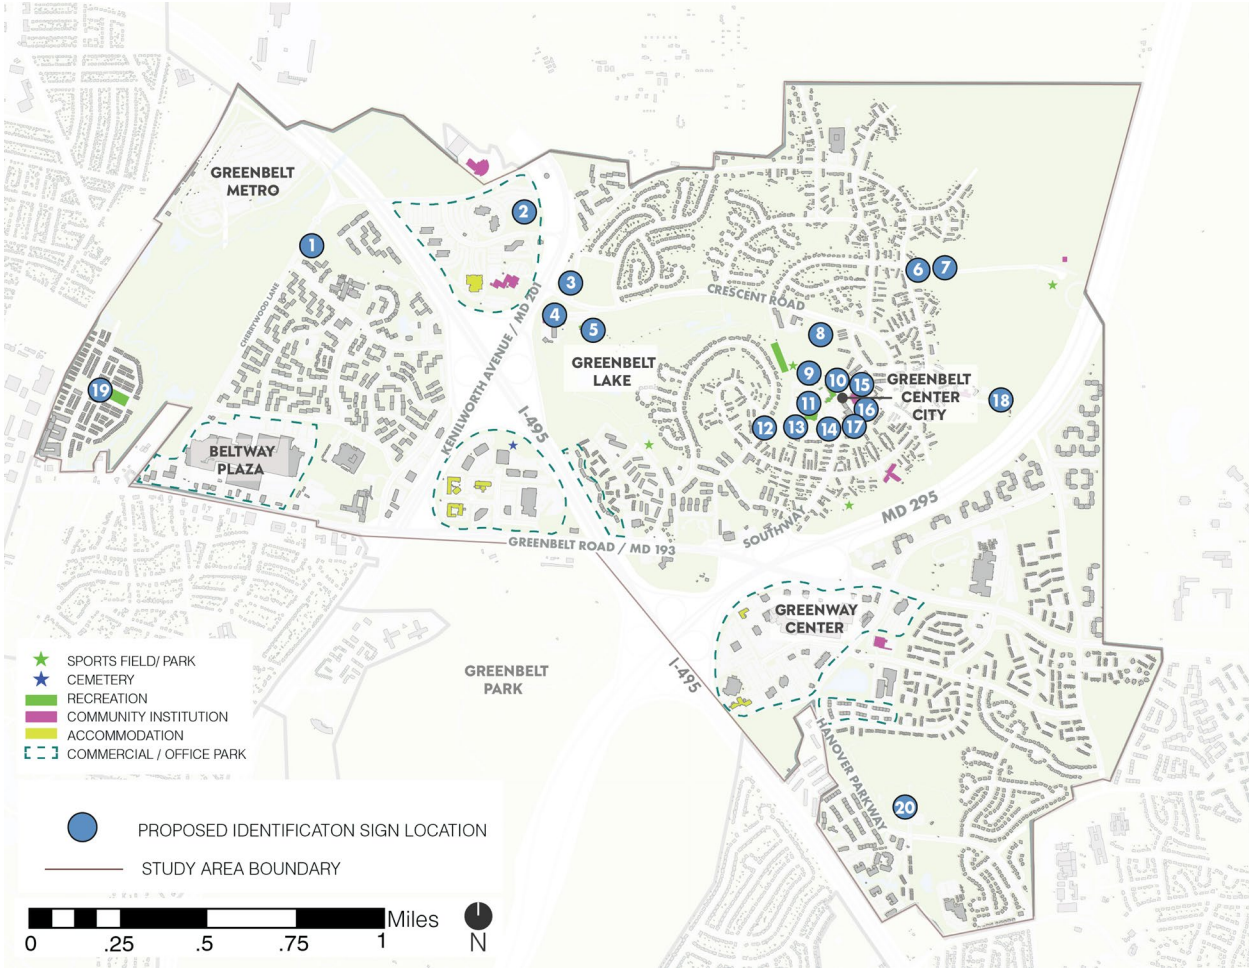 GREENBELT
METRO
1
2
3
4
5
6
7
8
9
10
11
12
13
14
15
16
17
18
19
20
CHERRYWOOD LANE
KENILWORTH AVENUE / MD 201
I-495
CRESCENT ROAD
GREENBELT
LAKE
GREENBELT
CENTER
CITY
BELTWAY
PLAZA
MD 295
SOUTHWAY
GREENBELT ROAD / MD 193
GREENWAY
CENTER
GREENBELT
PARK
I-495
HANOVER PARKWAY
SPORTS FIELD/ PARK
CEMETERY
RECREATION
COMMUNITY INSTITUTION
ACCOMMODATION
COMMERCIAL / OFFICE PARK
PROPOSED IDENTIFICATON SIGN LOCATION
STUDY AREA BOUNDARY
Miles
0 .25 .5 .75 1
N